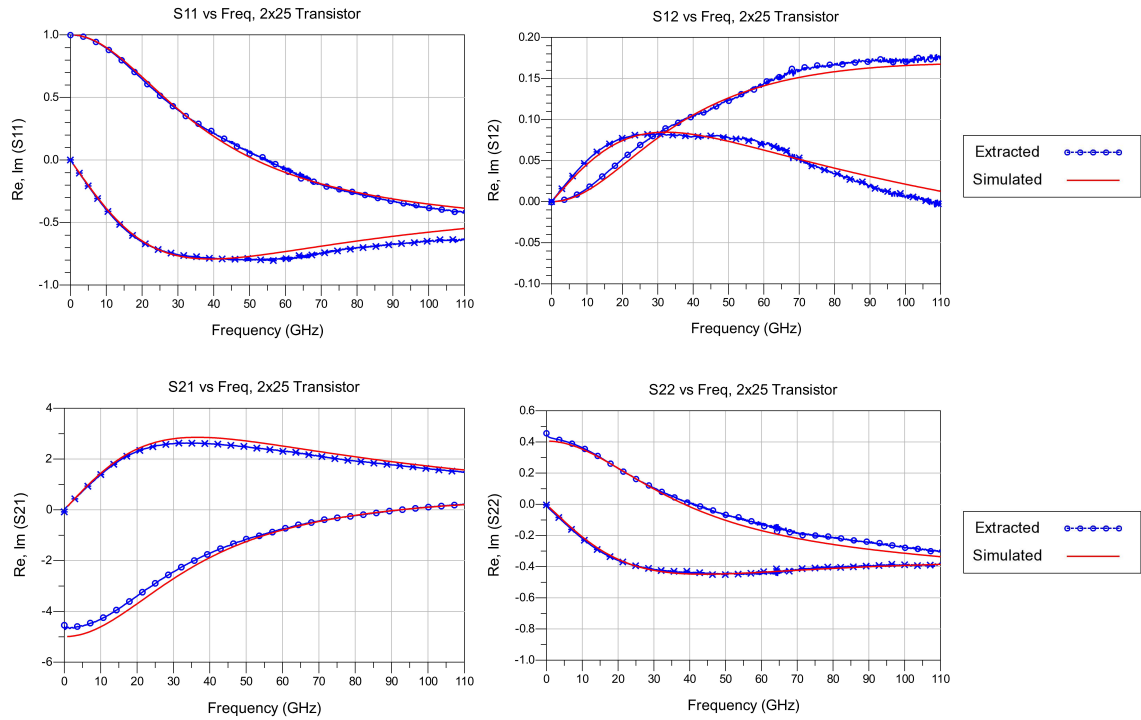 S11 vs Freq, 2x25 Transistor
1.0
0.5
0.0
-0.5
-1.0
Re, Im (S11)
0 10 20 30 40 50 60 70 80 90 100 110
Frequency (GHz)
S12 vs Freq, 2x25 Transistor
0.20
0.15
0.10
0.05
0.00
-0.05
-0.10
Re, Im (S12)
0 10 20 30 40 50 60 70 80 90 100 110
Frequency (GHz)
Extracted
Simulated
S21 vs Freq, 2x25 Transistor
4
2
0
-2
-4
-6
Re, Im (S21)
0 10 20 30 40 50 60 70 80 90 100 110
Frequency (GHz)
S22 vs Freq, 2x25 Transistor
0.6
0.4
0.2
0.0
-0.2
-0.4
-0.6
-0.8
-1.0
Re, Im (S22)
0 10 20 30 40 50 60 70 80 90 100 110
Frequency (GHz)
Extracted
Simulated